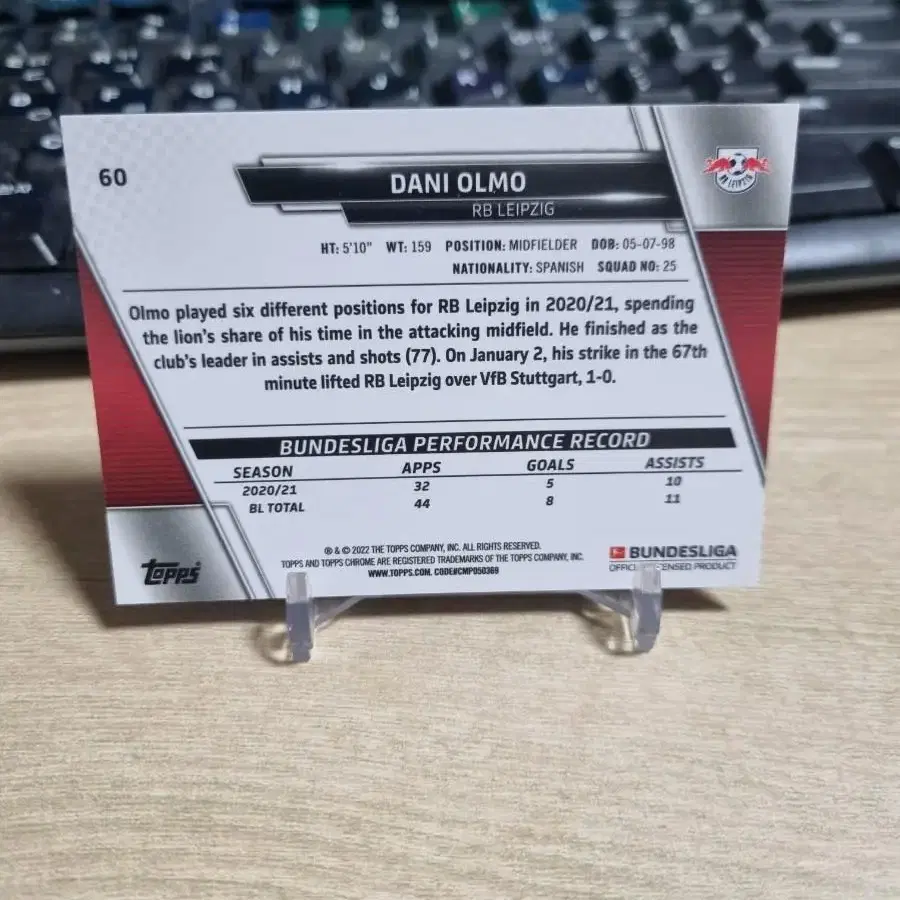 60
DANI OLMO
RB LEIPZIG
RB LEIPZIG
HT: 5'10" WT: 159 POSITION: MIDFIELDER DOB: 05-07-98
NATIONALITY: SPANISH SQUAD NO: 25
Olmo played six different positions for RB Leipzig in 2020/21, spending
the lion's share of his time in the attacking midfield. He finished as the
club's leader in assists and shots (77). On January 2, his strike in the 67th
minute lifted RB Leipzig over VfB Stuttgart, 1-0.
BUNDESLIGA PERFORMANCE RECORD
SEASON APPS GOALS ASSISTS
2020/21 32 5 10
BL TOTAL 44 8 11
® & © 2022 THE TOPPS COMPANY, INC. ALL RIGHTS RESERVED.
TOPPS AND TOPPS CHROME ARE REGISTERED TRADEMARKS OF THE TOPPS COMPANY, INC.
WWW.TOPPS.COM. CODE#CMP050369
topps
BUNDESLIGA
PRODUCT